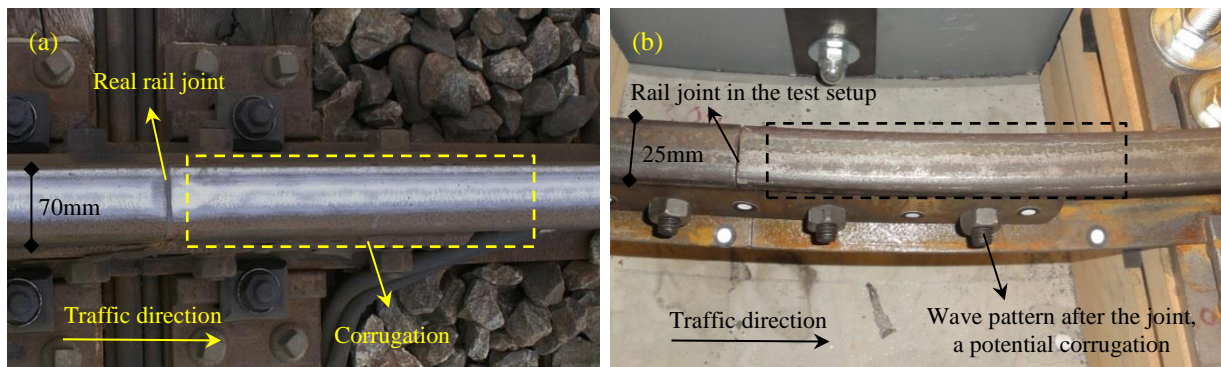 (a)
Real rail joint
70mm
Traffic direction
Corrugation
(b)
Rail joint in the test setup
25mm
Traffic direction
Wave pattern after the joint,
a potential corrugation